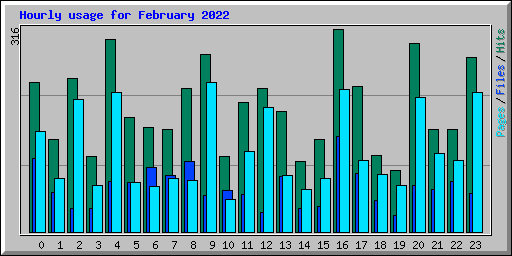 Hourly usage for February 2022
316
Pages/Files/Hits
0 1 2 3 4 5 6 7 8 9 10 11 12 13 14 15 16 17 18 19 20 21 22 23